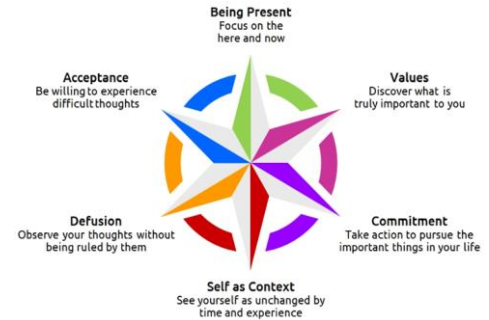 Being Present
Focus on the
here and now
Acceptance
Be willing to experience
difficult thoughts
Values
Discover what is
truly important to you
Defusion
Observe your thoughts without
being ruled by them
Commitment
Take action to pursue the
important things in your life
Self as Context
See yourself as unchanged by
time and experience